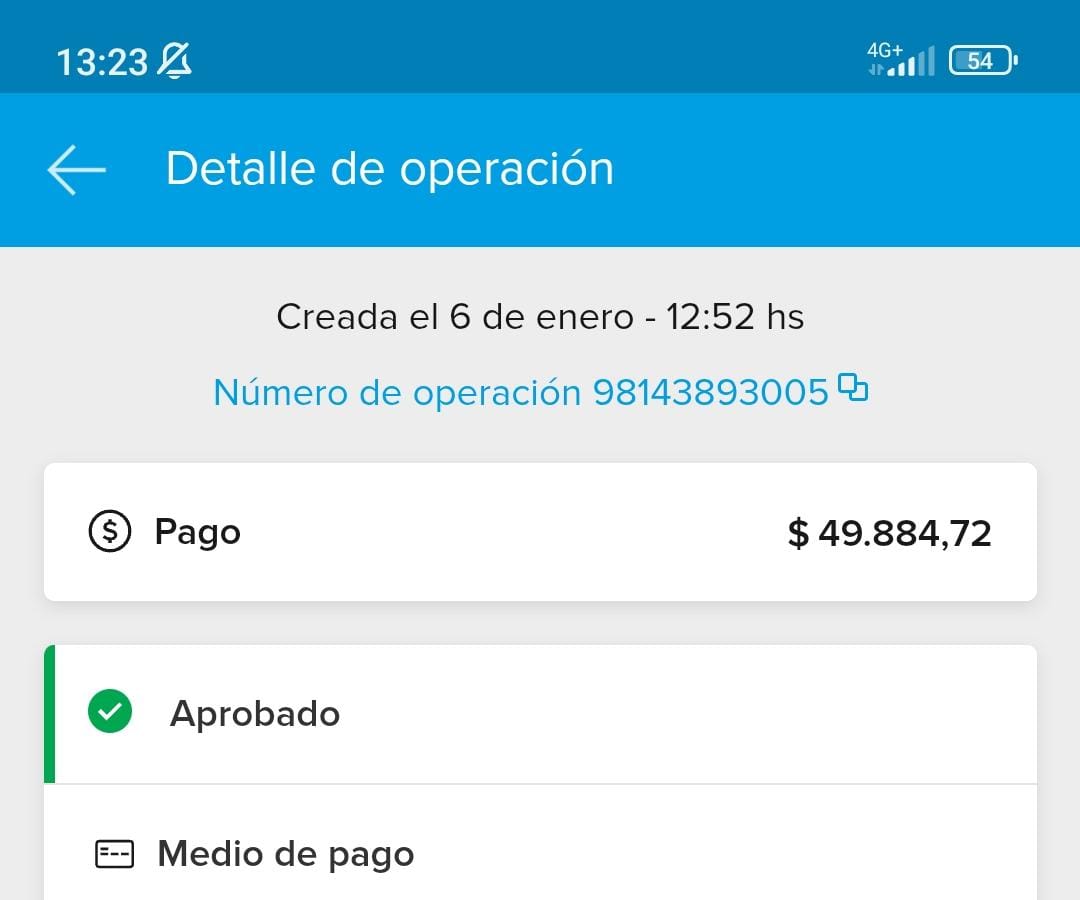 13:23 4G+ 54
Detalle de operación
Creada el 6 de enero - 12:52 hs
Número de operación 98143893005
Pago $ 49.884,72
Aprobado
Medio de pago